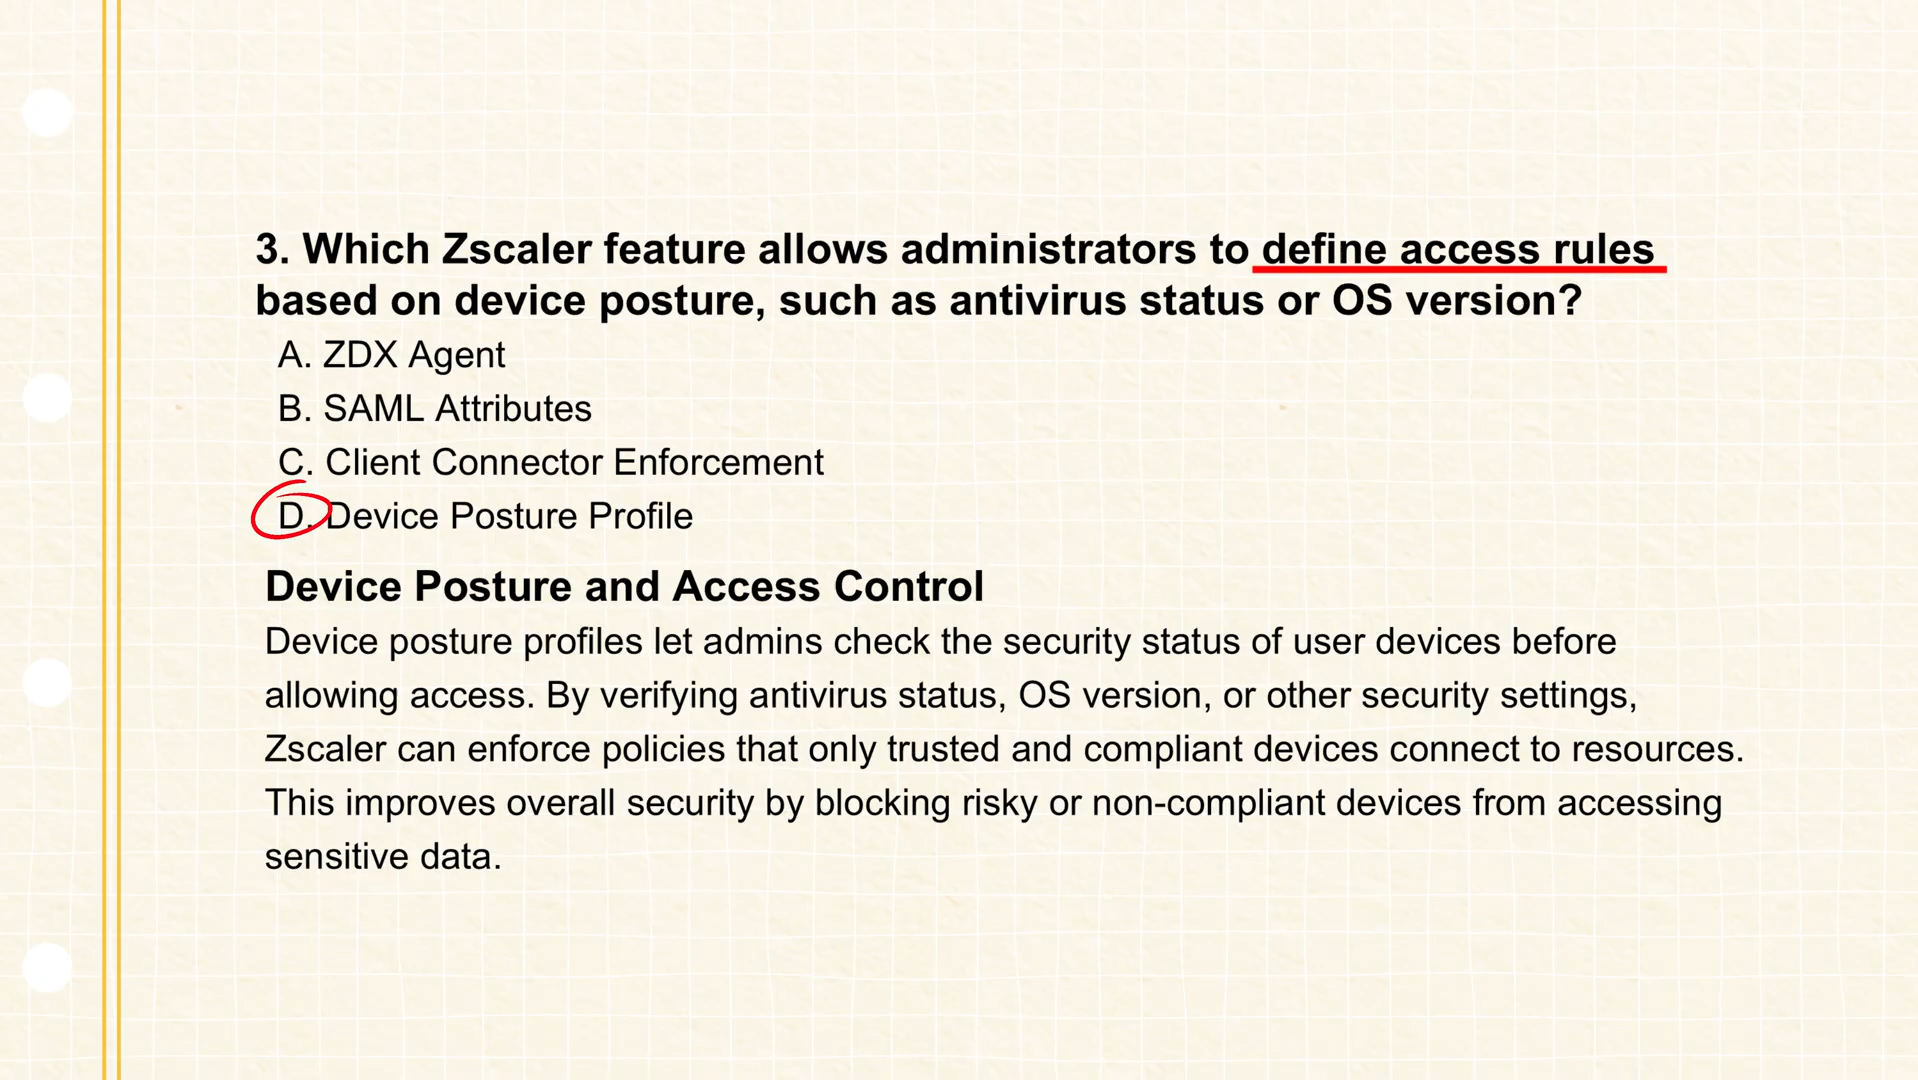 3. Which Zscaler feature allows administrators to define access rules
based on device posture, such as antivirus status or OS version?
A. ZDX Agent
B. SAML Attributes
C. Client Connector Enforcement
D. Device Posture Profile
Device Posture and Access Control
Device posture profiles let admins check the security status of user devices before
allowing access. By verifying antivirus status, OS version, or other security settings,
Zscaler can enforce policies that only trusted and compliant devices connect to resources.
This improves overall security by blocking risky or non-compliant devices from accessing
sensitive data.